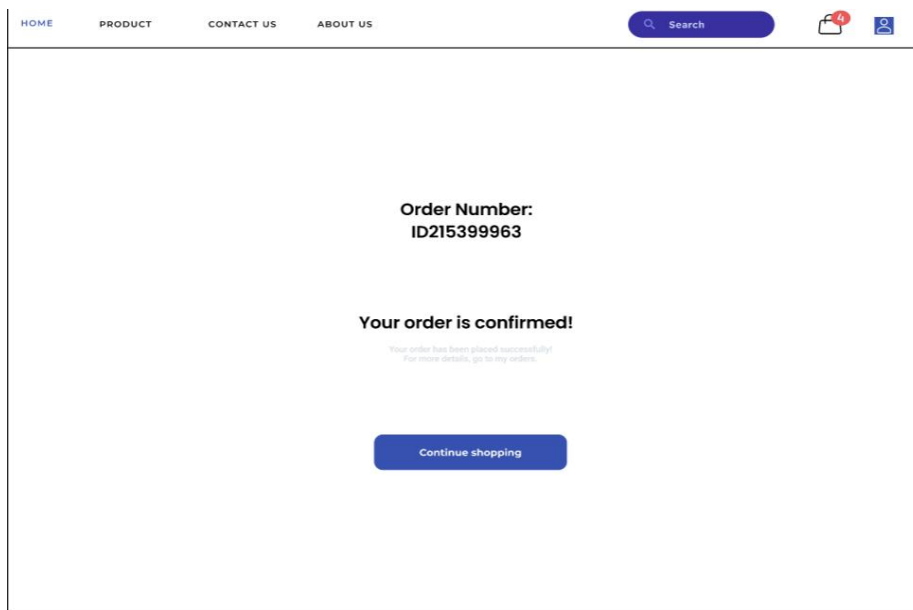 HOME PRODUCT CONTACT US ABOUT US Search 4
Order Number:
ID215399963
Your order is confirmed!
Your order has been placed successfully!
For more details, go to my orders.
Continue shopping